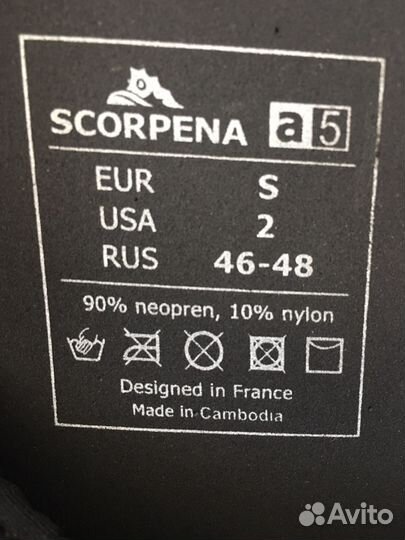 SCORPENA a5
EUR S
USA 2
RUS 46-48
90% neopren, 10% nylon
Designed in France
Made in Cambodia
Avito